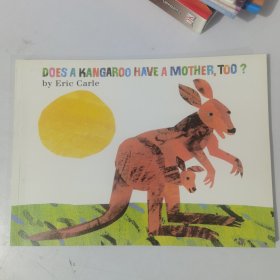 DOES A KANGAROO HAVE A MOTHER, TOO?
by Eric Carle